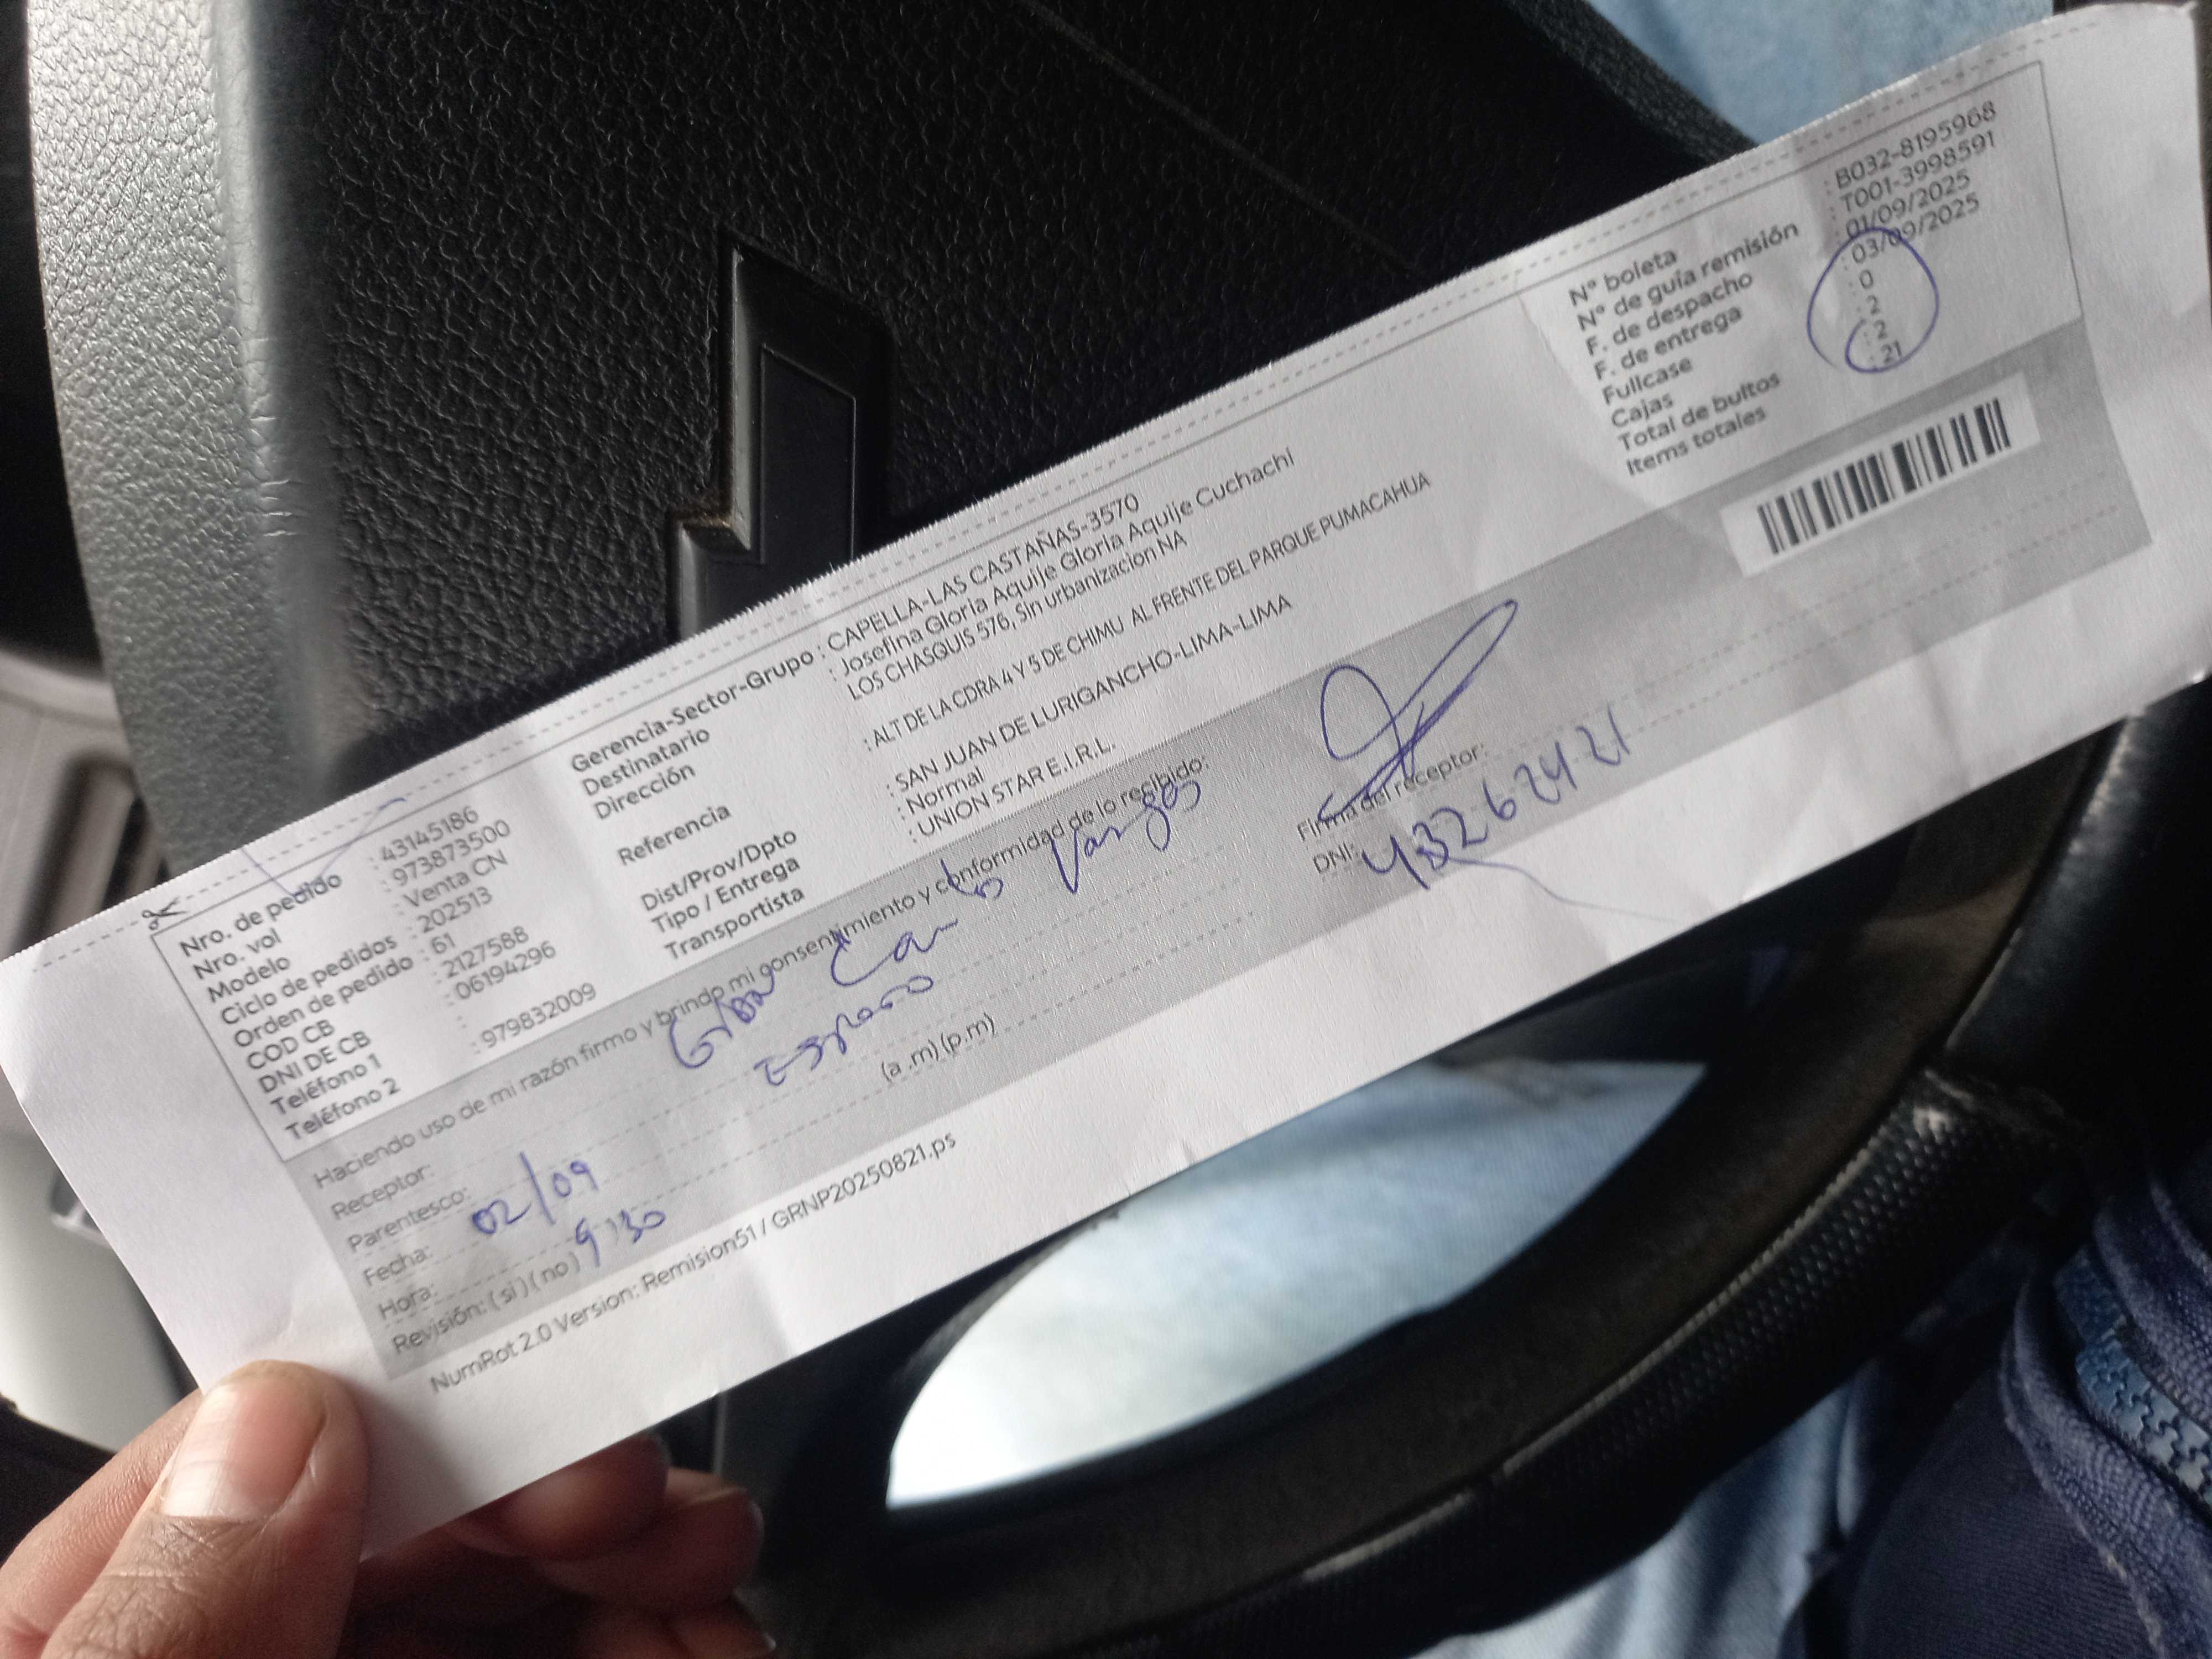 Nro. de pedido : 43145186
Nro. vol : 973873500
Modelo : Venta CN
Ciclo de pedidos : 202513
Orden de pedido : 61
COD CB : 2127588
DNI DE CB : 06194296
Teléfono 1 :
Teléfono 2 : 979832009
Gerencia-Sector-Grupo : CAPELLA-LAS CASTAÑAS-3570
Destinatario : Josefina Gloria Aquije Gloria Aquije Cuchachi
Dirección LOS CHASQUIS 576, Sin urbanizacion NA
Referencia : ALT DE LA CDRA 4 Y 5 DE CHIMU AL FRENTE DEL PARQUE PUMACAHUA
Dist/Prov/Dpto : SAN JUAN DE LURIGANCHO-LIMA-LIMA
Tipo / Entrega : Normal
Transportista : UNION STAR E.I.R.L.
N° boleta : B032-8195968
N° de guía remisión : T001-3998591
F. de despacho : 01/09/2025
F. de entrega : 03/09/2025
Fullcase : 0
Cajas : 2
Total de bultos : 2
Items totales : 21
Haciendo uso de mi razón firmo y brindo mi consentimiento y conformidad de lo recibido:
Receptor: Vargas
Parentesco: Esposo
Fecha: 02/09
Hora: 9:30 (a .m) (p.m)
Revisión: ( si ) ( no )
Firma del receptor:
DNI:
NumRot 2.0 Version: Remision51 / GRNP20250821.ps